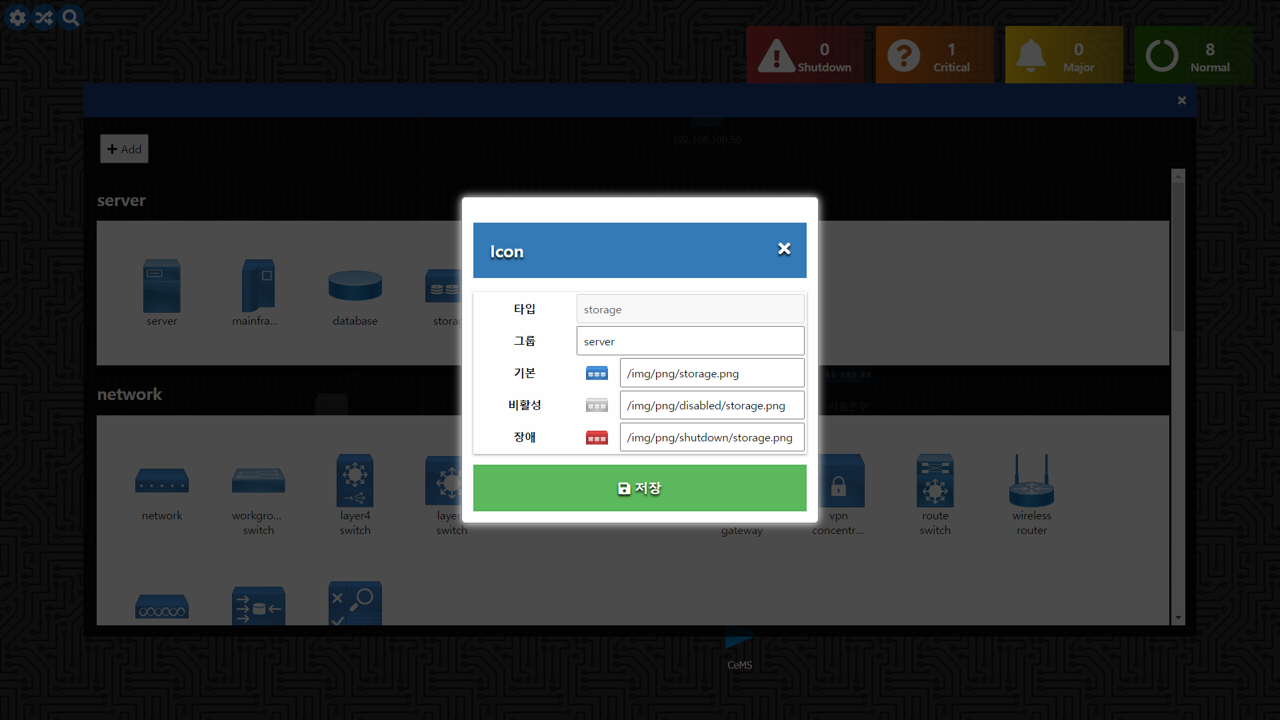 0
Shutdown
1
Critical
0
Major
8
Normal
192.168.100.50
Add
server
server
mainfra...
database
network
network
workgro...
switch
layer4
switch
switch
gateway
vpn
concentr...
route
switch
wireless
router
CeMS
Icon
타입
storage
그룹
server
기본
/img/png/storage.png
비활성
/img/png/disabled/storage.png
장애
/img/png/shutdown/storage.png
저장